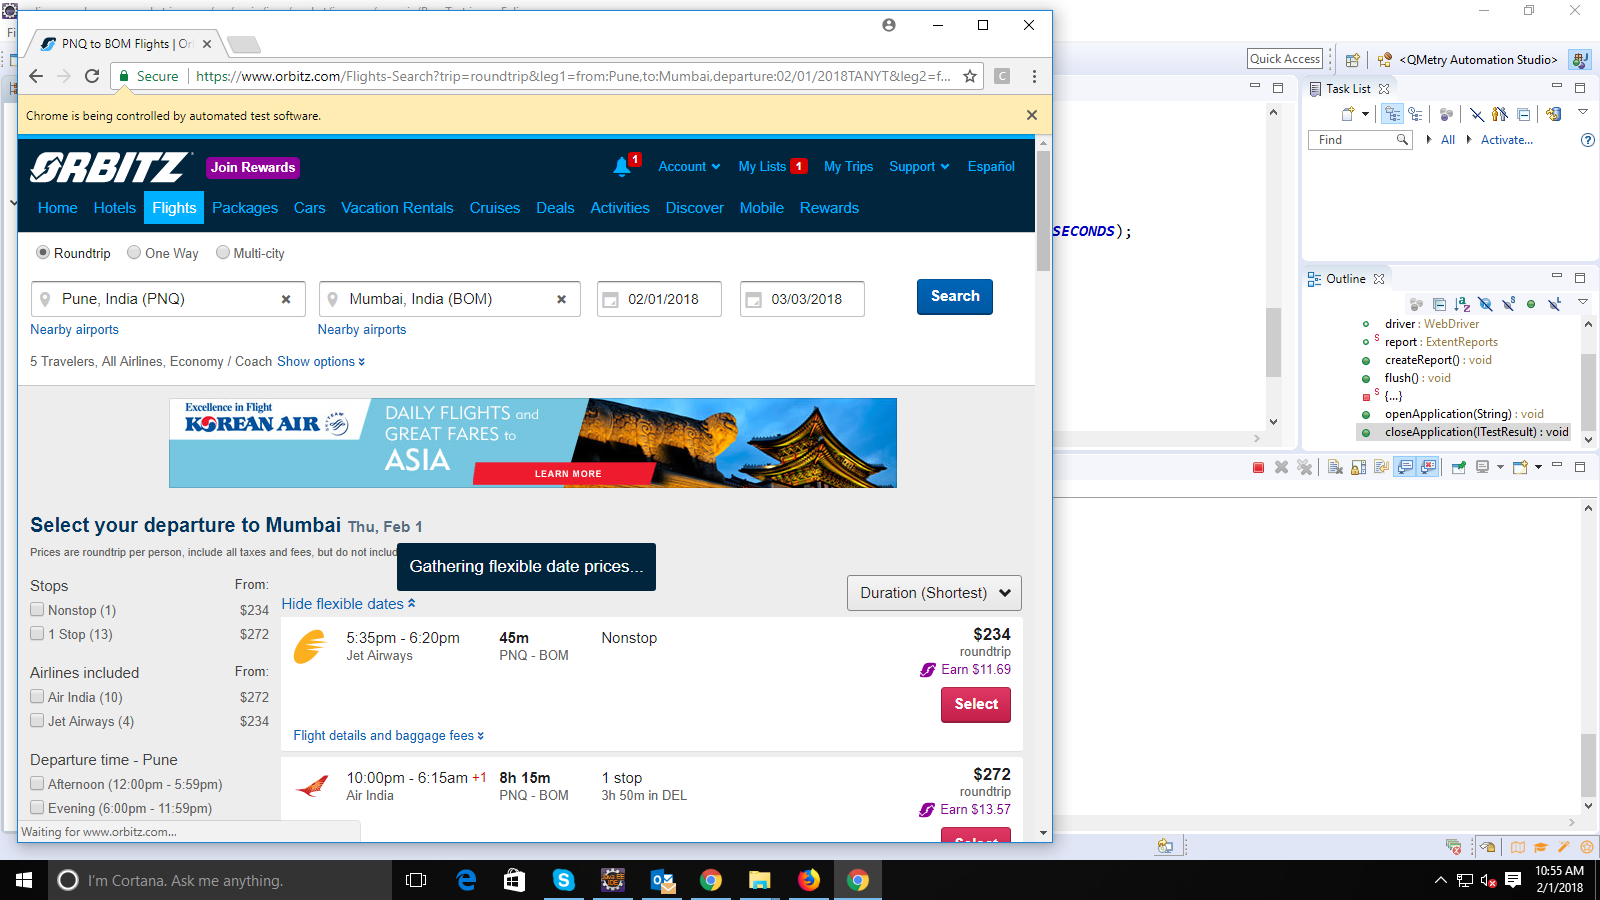 PNQ to BOM Flights | Or
Secure
https://www.orbitz.com/Flights-Search?trip=roundtrip&leg1=from:Pune,to:Mumbai,departure:02/01/2018TANYT&leg2=f...
C
Chrome is being controlled by automated test software.
ORBITZ
Join Rewards
1
Account
My Lists 1
My Trips
Support
Español
Home
Hotels
Flights
Packages
Cars
Vacation Rentals
Cruises
Deals
Activities
Discover
Mobile
Rewards
Roundtrip
One Way
Multi-city
Pune, India (PNQ)
Mumbai, India (BOM)
02/01/2018
03/03/2018
Search
Nearby airports
Nearby airports
5 Travelers, All Airlines, Economy / Coach Show options
Excellence in Flight
KOREAN AIR
DAILY FLIGHTS and
GREAT FARES to
ASIA
LEARN MORE
Select your departure to Mumbai Thu, Feb 1
Prices are roundtrip per person, include all taxes and fees, but do not includ
Gathering flexible date prices...
Stops From:
Nonstop (1) $234
1 Stop (13) $272
Airlines included From:
Air India (10) $272
Jet Airways (4) $234
Departure time - Pune
Afternoon (12:00pm - 5:59pm)
Evening (6:00pm - 11:59pm)
Hide flexible dates
Duration (Shortest)
5:35pm - 6:20pm 45m Nonstop $234
Jet Airways PNQ - BOM roundtrip
Earn $11.69
Select
Flight details and baggage fees
10:00pm - 6:15am +1 8h 15m 1 stop $272
Air India PNQ - BOM 3h 50m in DEL roundtrip
Earn $13.57
Select
Waiting for www.orbitz.com...
Quick Access
<QMetry Automation Studio>
Task List
Find
All
Activate...
SECONDS);
Outline
driver : WebDriver
report : ExtentReports
createReport() : void
flush() : void
{...}
openApplication(String) : void
closeApplication(ITestResult) : void
I'm Cortana. Ask me anything.
10:55 AM
2/1/2018